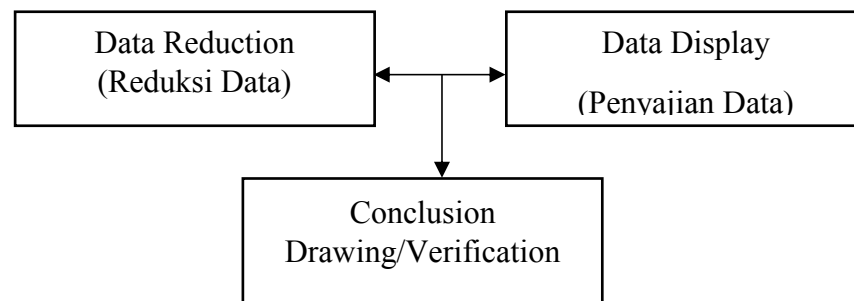 Data Reduction
(Reduksi Data)
Data Display
(Penyajian Data)
Conclusion
Drawing/Verification